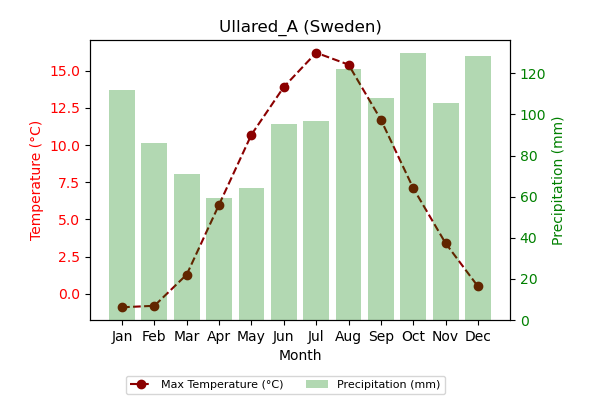 Ullared_A (Sweden)
15.0
12.5
10.0
7.5
5.0
2.5
0.0
Temperature (°C)
120
100
80
60
40
20
0
Precipitation (mm)
Jan Feb Mar Apr May Jun Jul Aug Sep Oct Nov Dec
Month
Max Temperature (°C) Precipitation (mm)